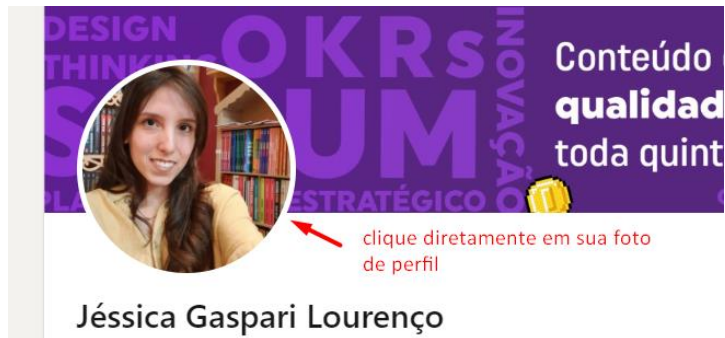 DESIGN
THINKING
OKRs
INOVAÇÃO
UM
ESTRATÉGICO
Conteúdo
qualidad
toda quint
clique diretamente em sua foto
de perfil
Jéssica Gaspari Lourenço